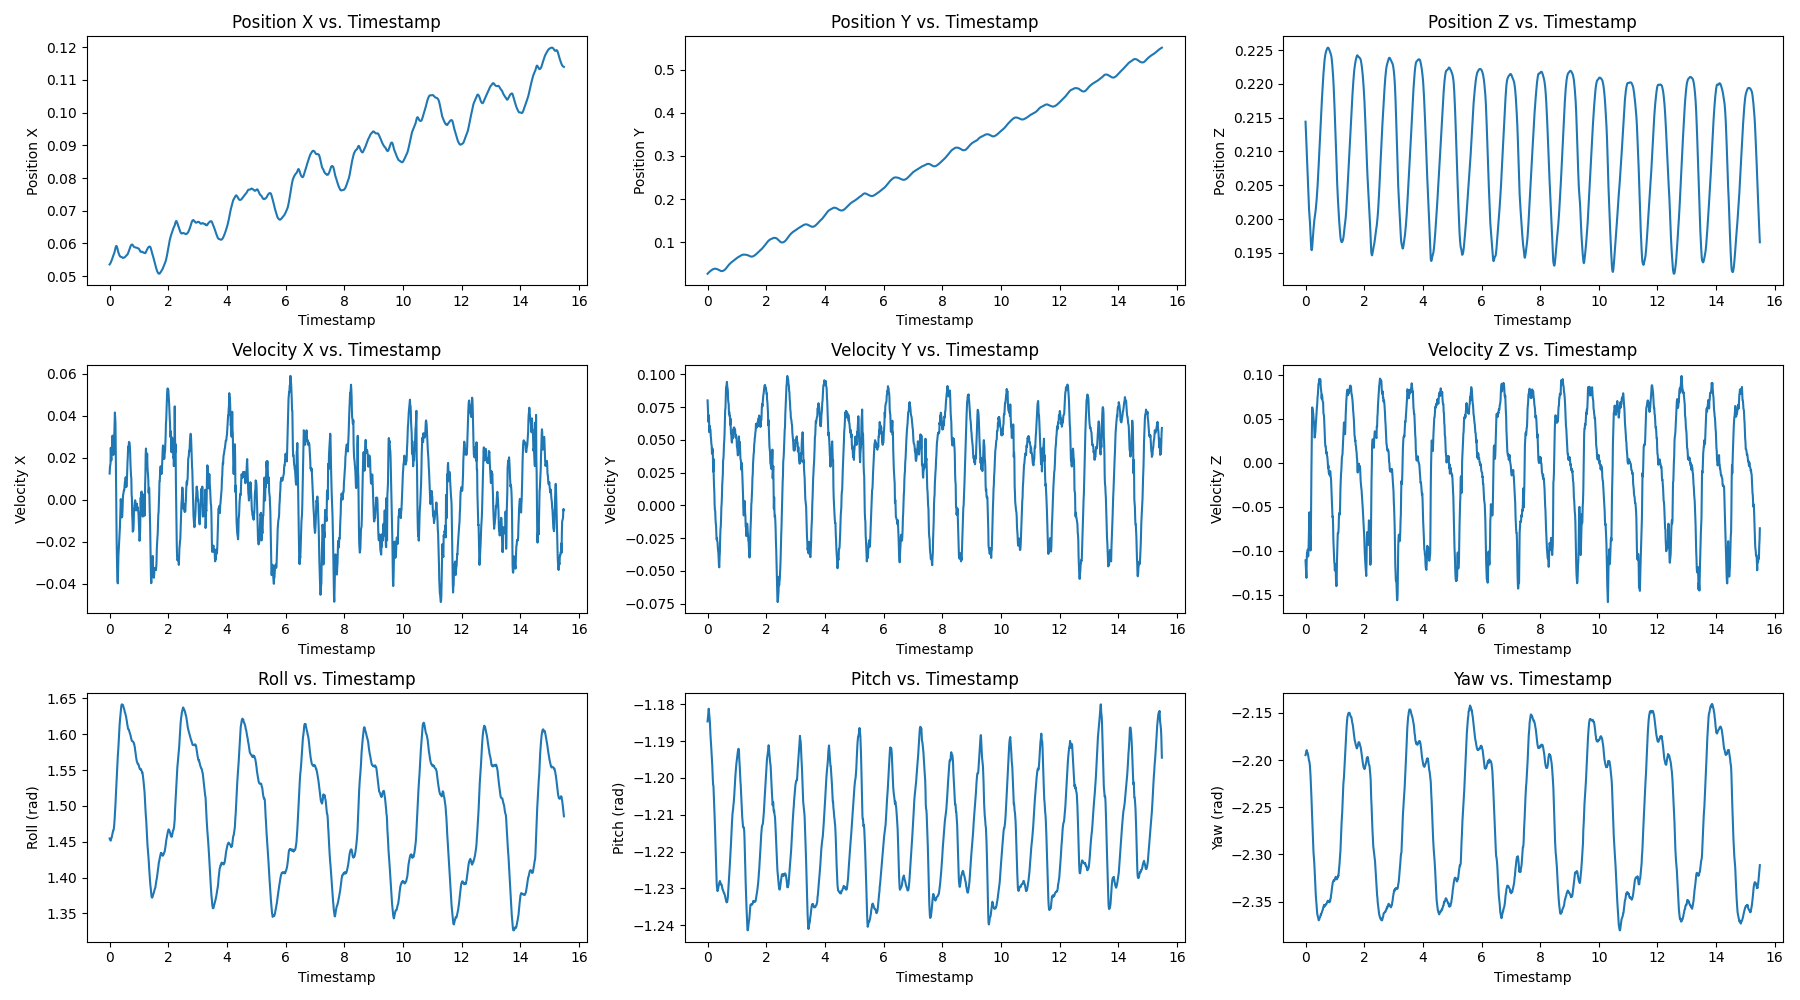 Position X vs. Timestamp
Position X
0.12
0.11
0.10
0.09
0.08
0.07
0.06
0.05
0 2 4 6 8 10 12 14 16
Timestamp
Position Y vs. Timestamp
Position Y
0.5
0.4
0.3
0.2
0.1
0 2 4 6 8 10 12 14 16
Timestamp
Position Z vs. Timestamp
Position Z
0.225
0.220
0.215
0.210
0.205
0.200
0.195
0 2 4 6 8 10 12 14 16
Timestamp
Velocity X vs. Timestamp
Velocity X
0.06
0.04
0.02
0.00
−0.02
−0.04
0 2 4 6 8 10 12 14 16
Timestamp
Velocity Y vs. Timestamp
Velocity Y
0.100
0.075
0.050
0.025
0.000
−0.025
−0.050
−0.075
0 2 4 6 8 10 12 14 16
Timestamp
Velocity Z vs. Timestamp
Velocity Z
0.10
0.05
0.00
−0.05
−0.10
−0.15
0 2 4 6 8 10 12 14 16
Timestamp
Roll vs. Timestamp
Roll (rad)
1.65
1.60
1.55
1.50
1.45
1.40
1.35
0 2 4 6 8 10 12 14 16
Timestamp
Pitch vs. Timestamp
Pitch (rad)
−1.18
−1.19
−1.20
−1.21
−1.22
−1.23
−1.24
0 2 4 6 8 10 12 14 16
Timestamp
Yaw vs. Timestamp
Yaw (rad)
−2.15
−2.20
−2.25
−2.30
−2.35
0 2 4 6 8 10 12 14 16
Timestamp